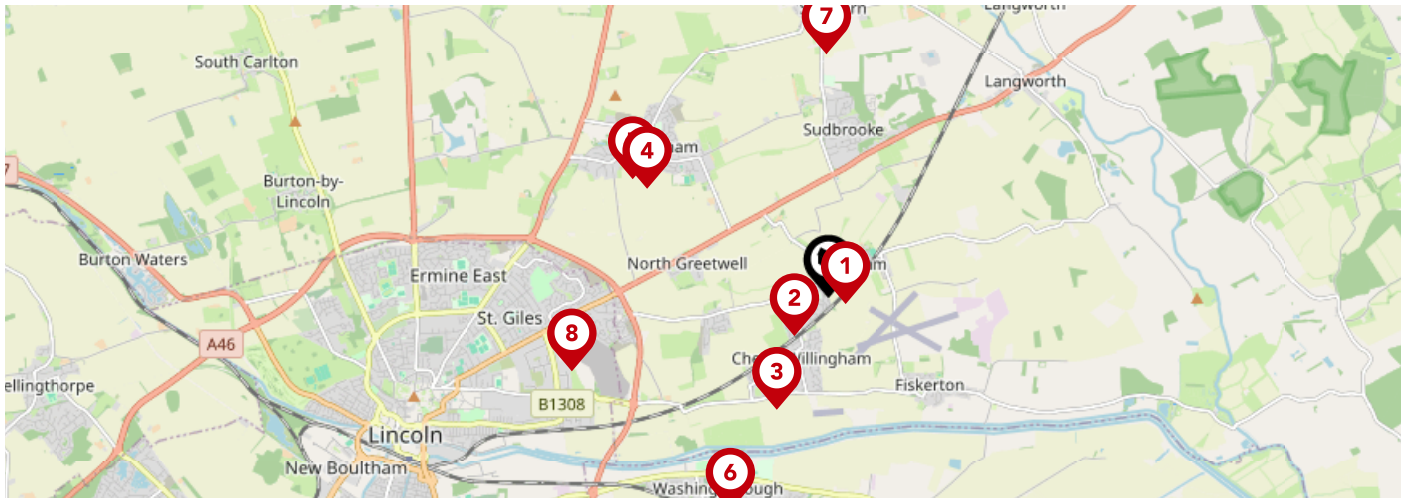 7
Langworth
South Carlton
Langworth
Sudbrooke
4
Burton-by-
Lincoln
Burton Waters
Ermine East
North Greetwell
1
2
St. Giles
8
A46
3
Fiskerton
B1308
Lincoln
New Boultham
6